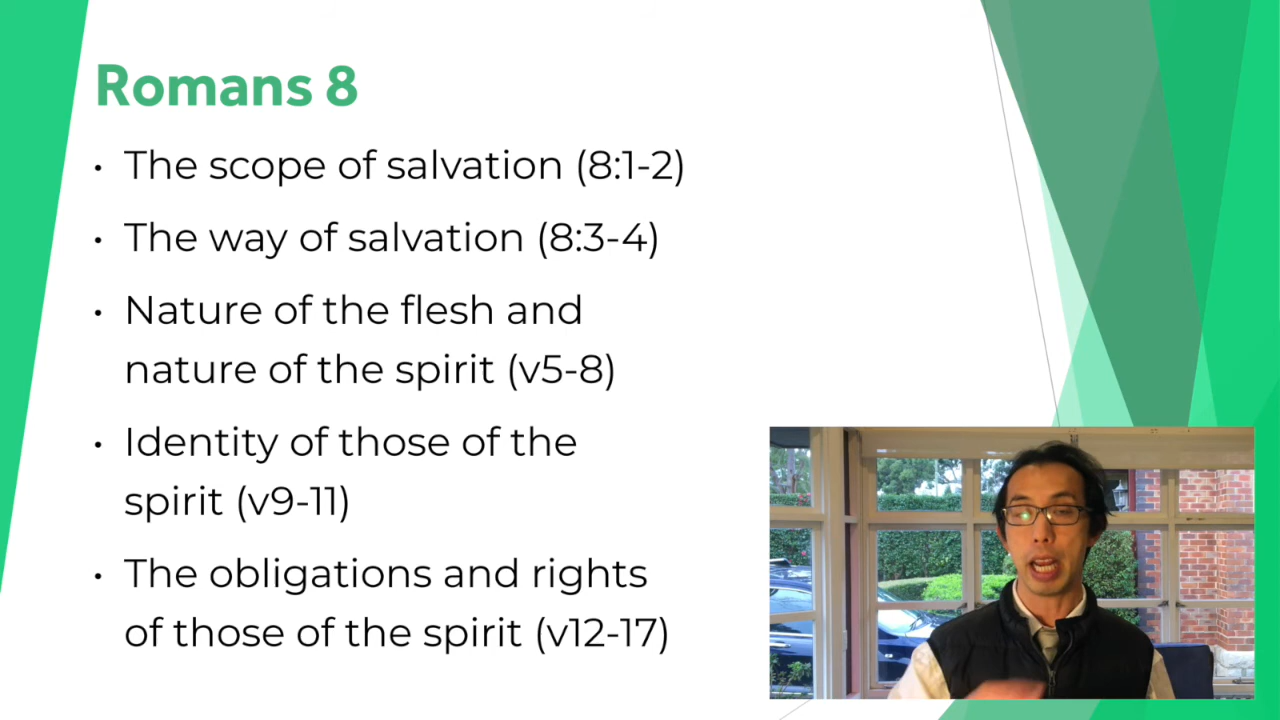 Romans 8
• The scope of salvation (8:1-2)
• The way of salvation (8:3-4)
• Nature of the flesh and
nature of the spirit (v5-8)
• Identity of those of the
spirit (v9-11)
• The obligations and rights
of those of the spirit (v12-17)